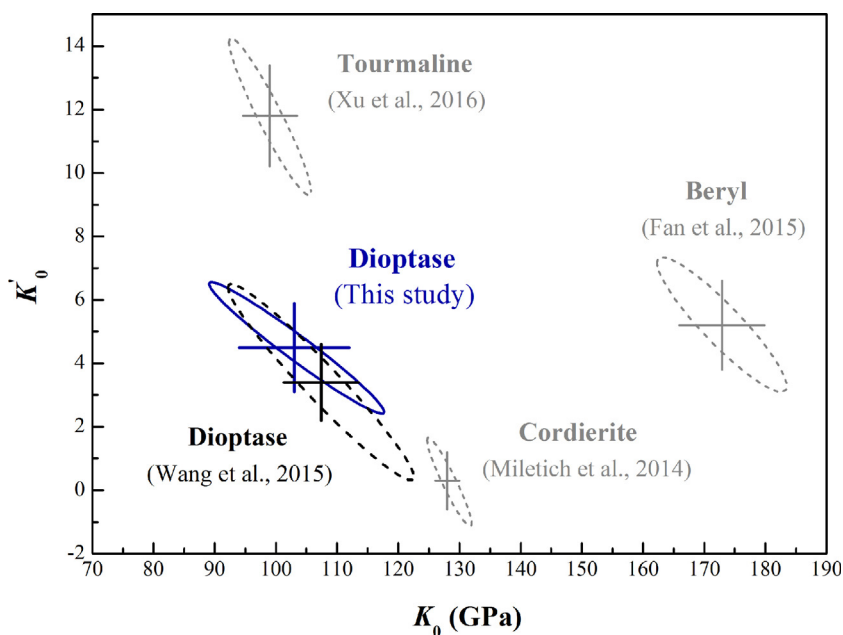 14
12
10
8
6
4
2
0
-2
K'₀
Tourmaline
(Xu et al., 2016)
Beryl
(Fan et al., 2015)
Dioptase
(This study)
Dioptase
(Wang et al., 2015)
Cordierite
(Miletich et al., 2014)
70 80 90 100 110 120 130 140 150 160 170 180 190
K₀ (GPa)